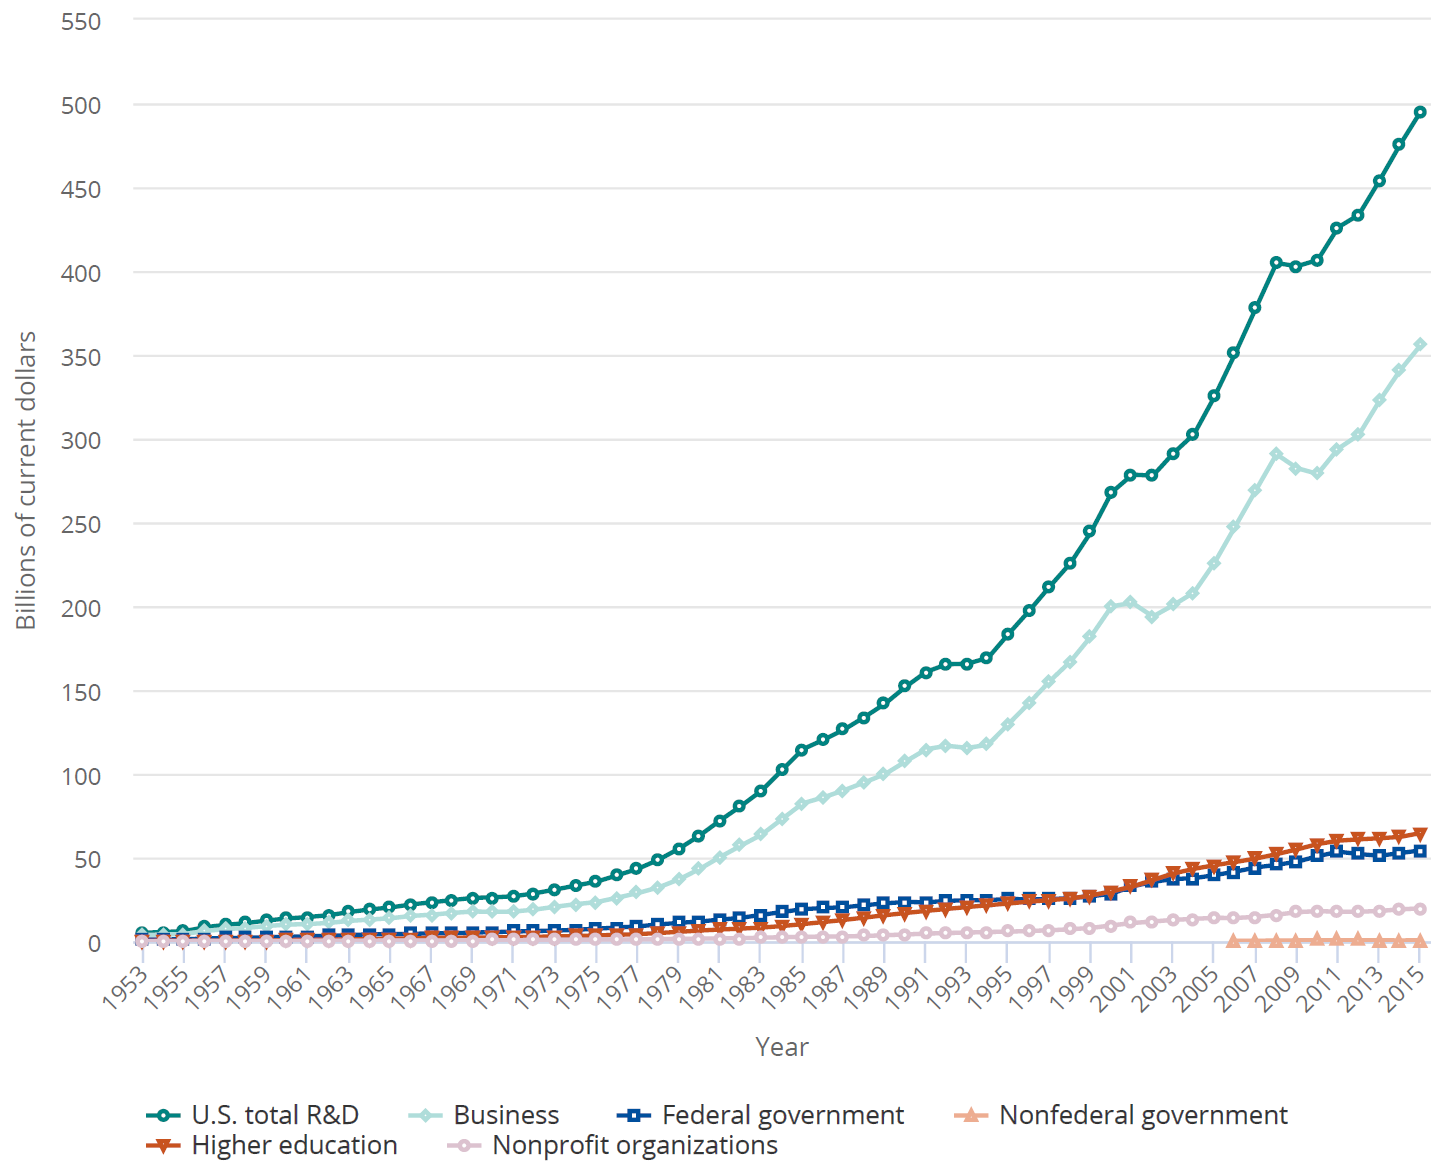 550
500
450
400
350
300
250
200
150
100
50
0
Billions of current dollars
1953 1955 1957 1959 1961 1963 1965 1967 1969 1971 1973 1975 1977 1979 1981 1983 1985 1987 1989 1991 1993 1995 1997 1999 2001 2003 2005 2007 2009 2011 2013 2015
Year
U.S. total R&D Business Federal government Nonfederal government
Higher education Nonprofit organizations